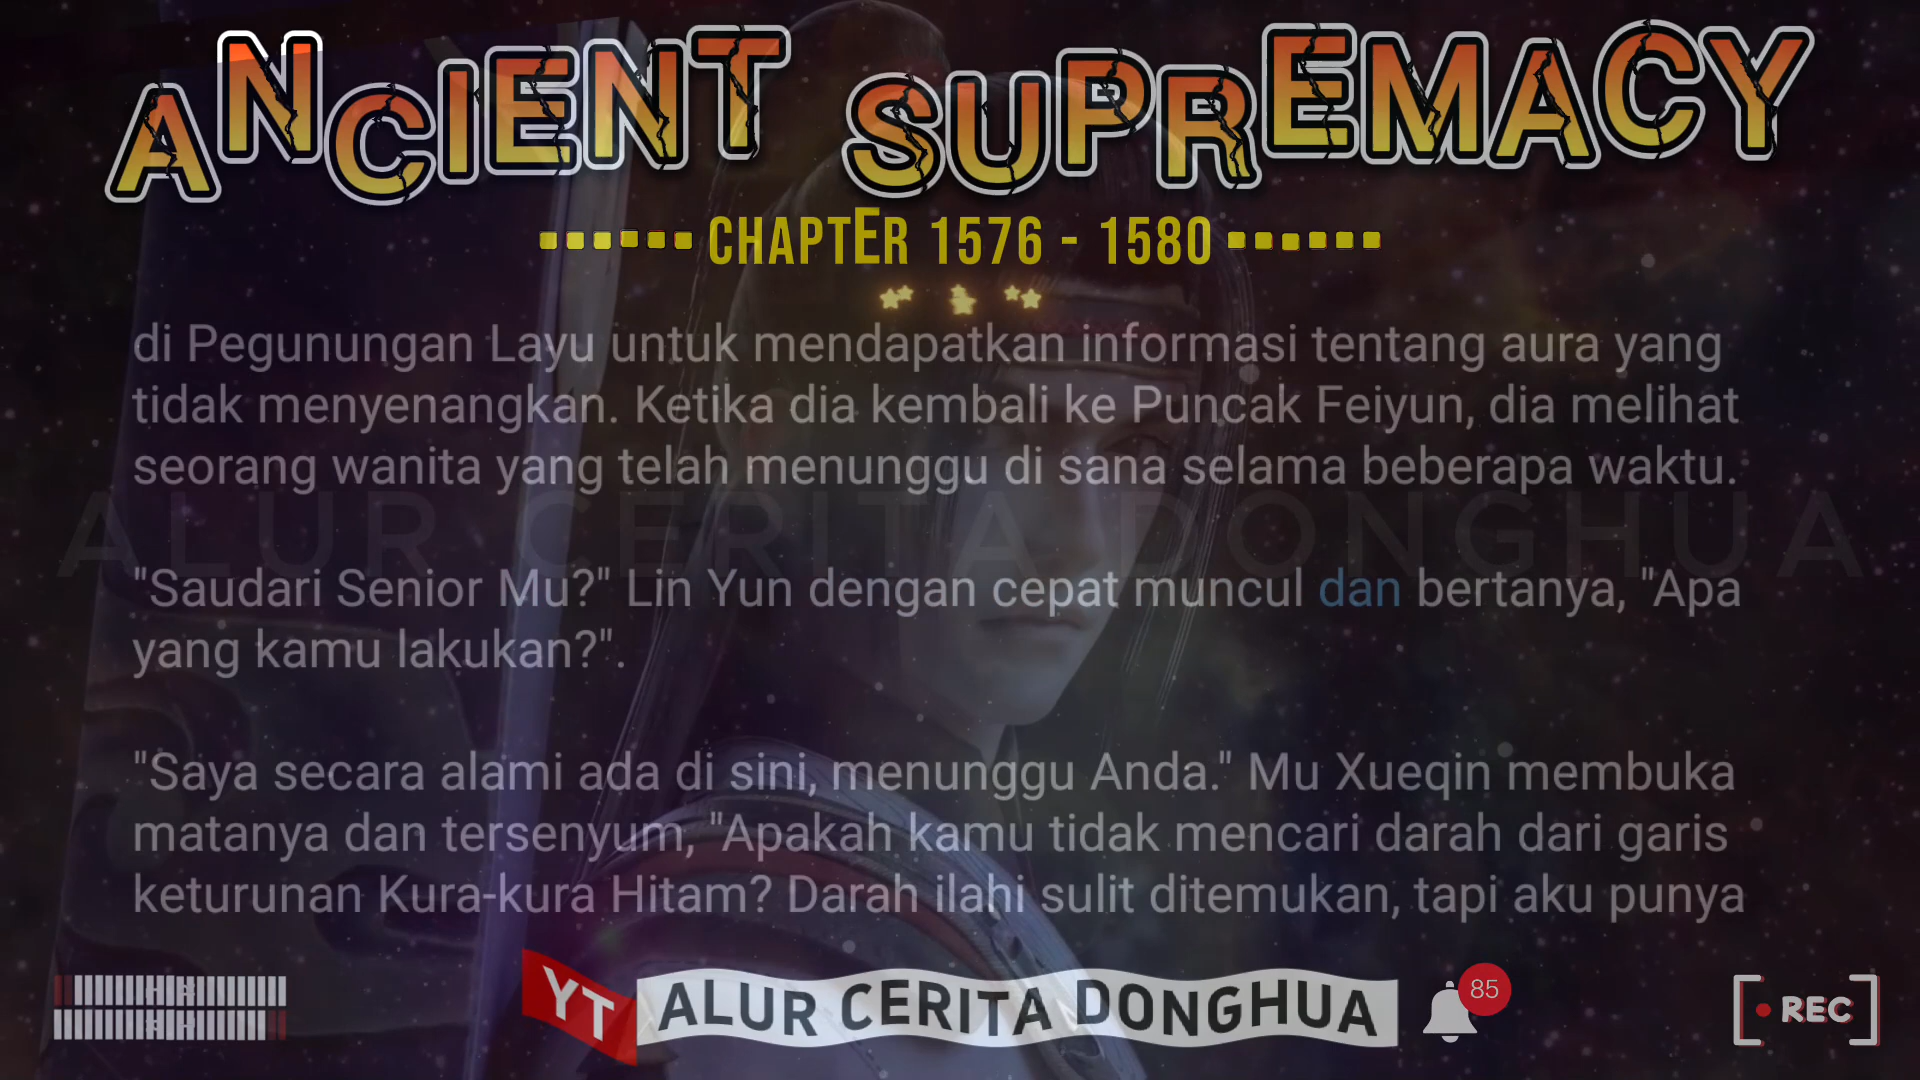 ANCIENT SUPREMACY
CHAPTER 1576 - 1580
di Pegunungan Layu untuk mendapatkan informasi tentang aura yang
tidak menyenangkan. Ketika dia kembali ke Puncak Feiyun, dia melihat
seorang wanita yang telah menunggu di sana selama beberapa waktu.
ALUR CERITA DONGHUA
"Saudari Senior Mu?" Lin Yun dengan cepat muncul dan bertanya, "Apa
yang kamu lakukan?".
"Saya secara alami ada di sini, menunggu Anda." Mu Xueqin membuka
matanya dan tersenyum, "Apakah kamu tidak mencari darah dari garis
keturunan Kura-kura Hitam? Darah ilahi sulit ditemukan, tapi aku punya
YT ALUR CERITA DONGHUA
85
REC